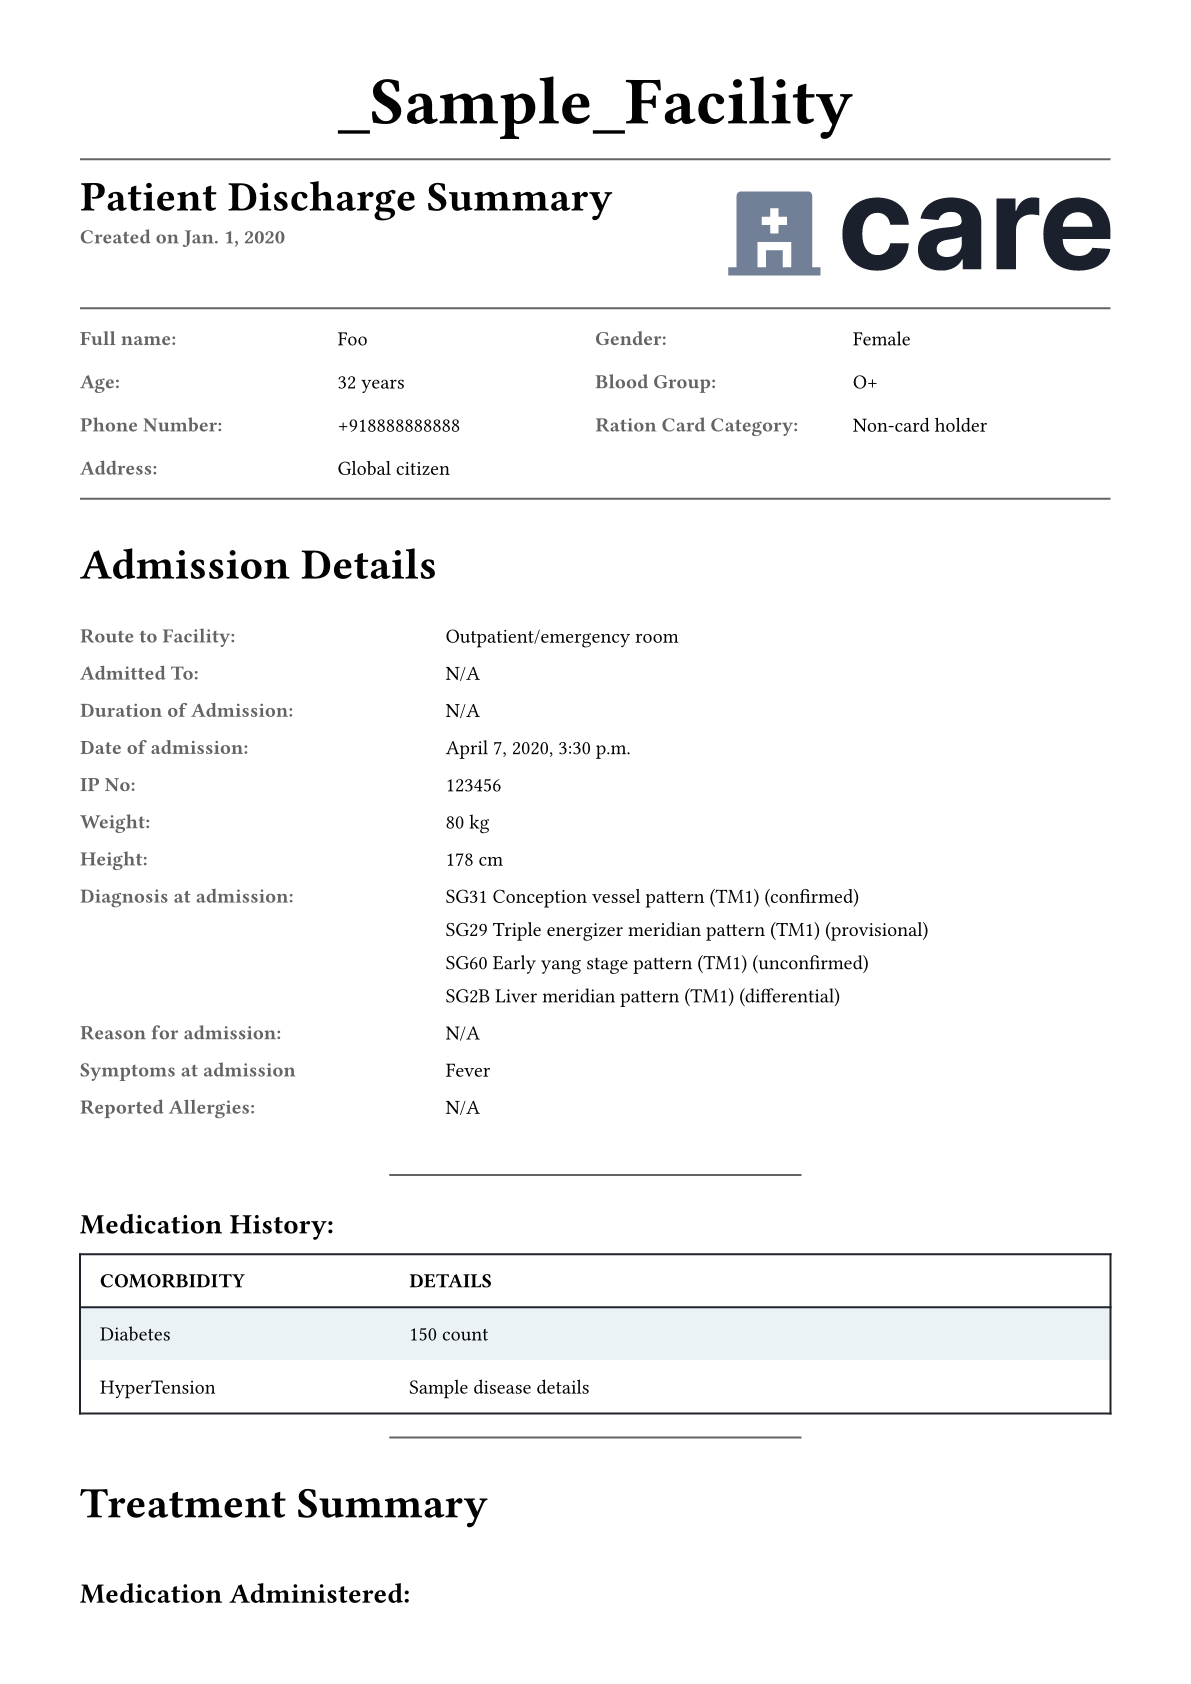 _Sample_Facility
Patient Discharge Summary
Created on Jan. 1, 2020
care
Full name: Foo Gender: Female
Age: 32 years Blood Group: O+
Phone Number: +918888888888 Ration Card Category: Non-card holder
Address: Global citizen
Admission Details
Route to Facility: Outpatient/emergency room
Admitted To: N/A
Duration of Admission: N/A
Date of admission: April 7, 2020, 3:30 p.m.
IP No: 123456
Weight: 80 kg
Height: 178 cm
Diagnosis at admission: SG31 Conception vessel pattern (TM1) (confirmed)
SG29 Triple energizer meridian pattern (TM1) (provisional)
SG60 Early yang stage pattern (TM1) (unconfirmed)
SG2B Liver meridian pattern (TM1) (differential)
Reason for admission: N/A
Symptoms at admission Fever
Reported Allergies: N/A
Medication History:
COMORBIDITY DETAILS
Diabetes 150 count
HyperTension Sample disease details
Treatment Summary
Medication Administered: